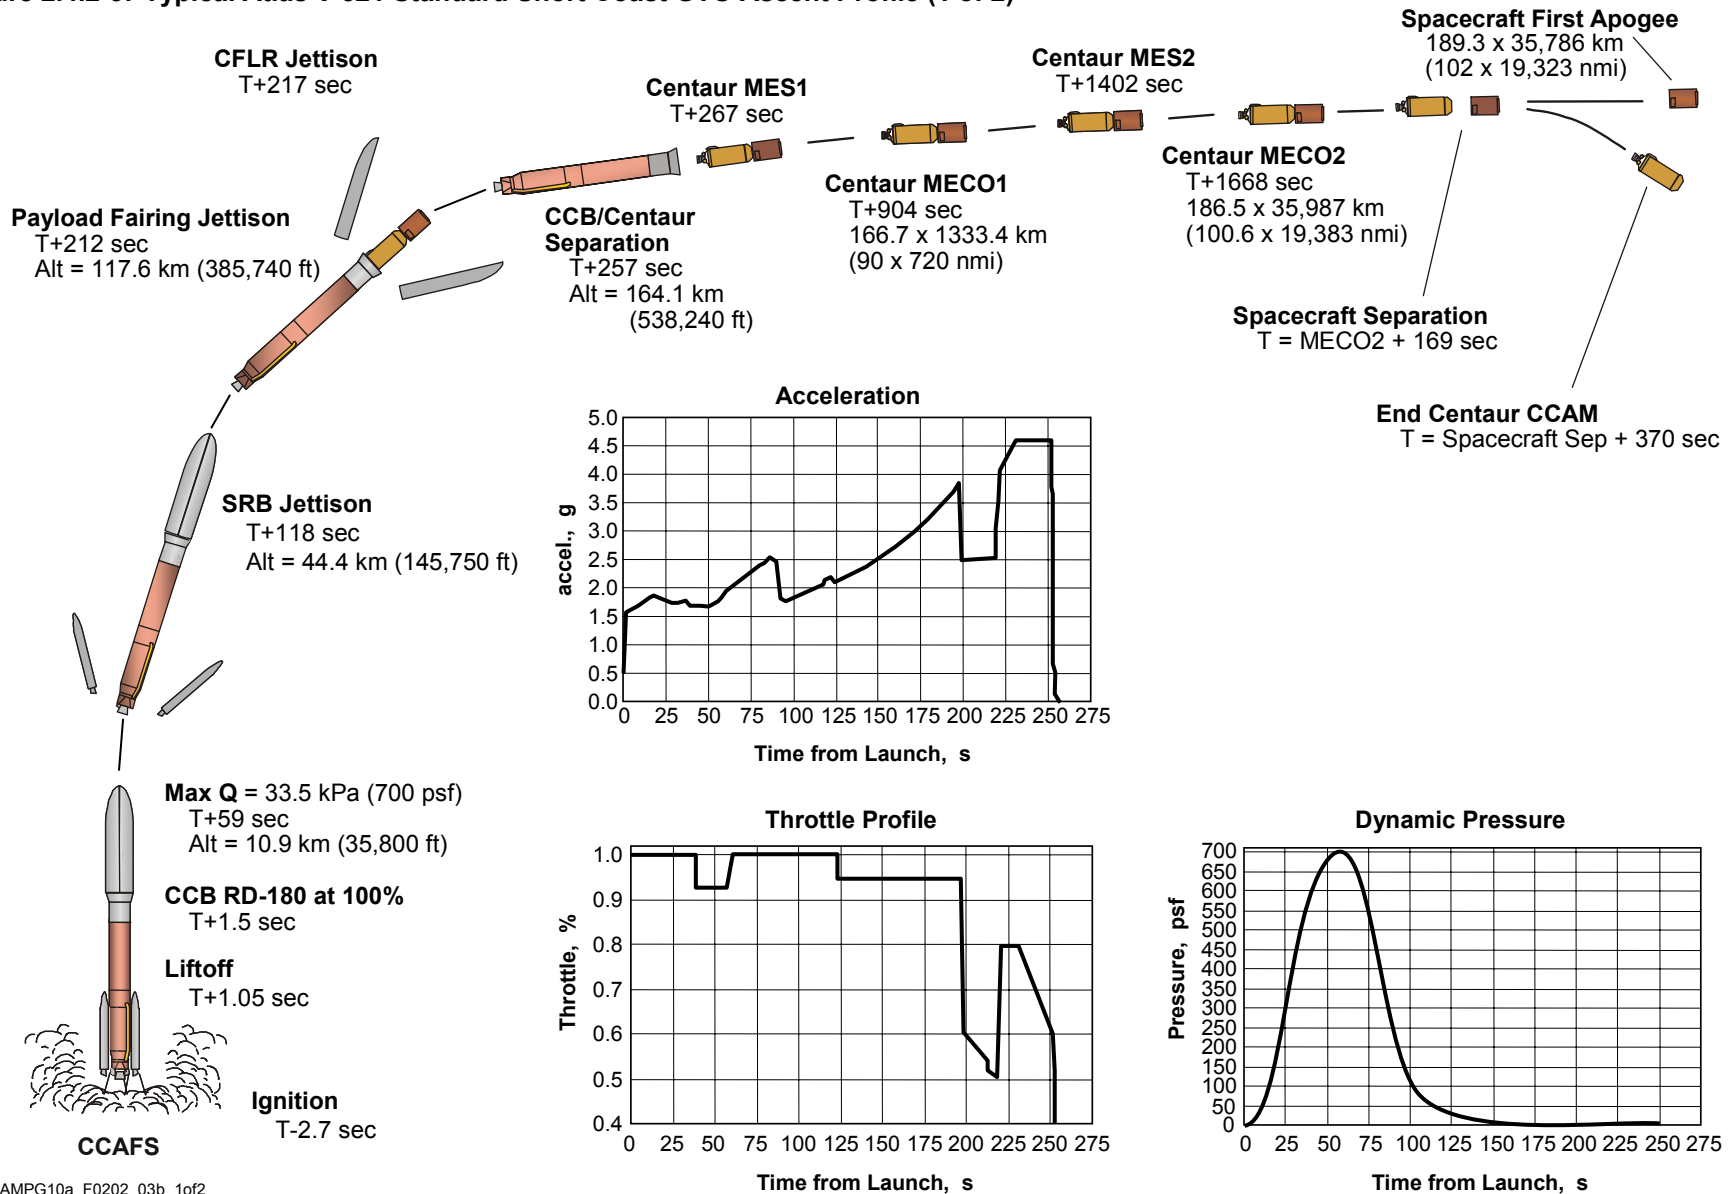 Spacecraft First Apogee
189.3 x 35,786 km
(102 x 19,323 nmi)
CFLR Jettison
T+217 sec
Centaur MES1
T+267 sec
Centaur MES2
T+1402 sec
Payload Fairing Jettison
T+212 sec
Alt = 117.6 km (385,740 ft)
CCB/Centaur
Separation
T+257 sec
Alt = 164.1 km
(538,240 ft)
Centaur MECO1
T+904 sec
166.7 x 1333.4 km
(90 x 720 nmi)
Centaur MECO2
T+1668 sec
186.5 x 35,987 km
(100.6 x 19,383 nmi)
Spacecraft Separation
T = MECO2 + 169 sec
End Centaur CCAM
T = Spacecraft Sep + 370 sec
SRB Jettison
T+118 sec
Alt = 44.4 km (145,750 ft)
Acceleration
accel., g
5.0
4.5
4.0
3.5
3.0
2.5
2.0
1.5
1.0
0.5
0.0
0 25 50 75 100 125 150 175 200 225 250 275
Time from Launch, s
Max Q = 33.5 kPa (700 psf)
T+59 sec
Alt = 10.9 km (35,800 ft)
CCB RD-180 at 100%
T+1.5 sec
Liftoff
T+1.05 sec
Ignition
T-2.7 sec
CCAFS
Throttle Profile
Throttle, %
1.0
0.9
0.8
0.7
0.6
0.5
0.4
0 25 50 75 100 125 150 175 200 225 250 275
Time from Launch, s
Dynamic Pressure
Pressure, psf
700
650
600
550
500
450
400
350
300
250
200
150
100
50
0
0 25 50 75 100 125 150 175 200 225 250 275
Time from Launch, s
AMPG10a_F0202_03b_1of2